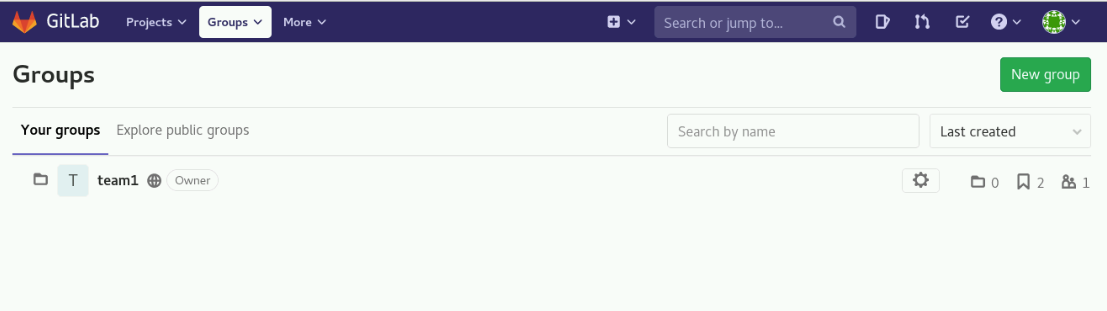 GitLab Projects Groups More Search or jump to...
Groups New group
Your groups Explore public groups Search by name Last created
T team1 Owner 0 2 1